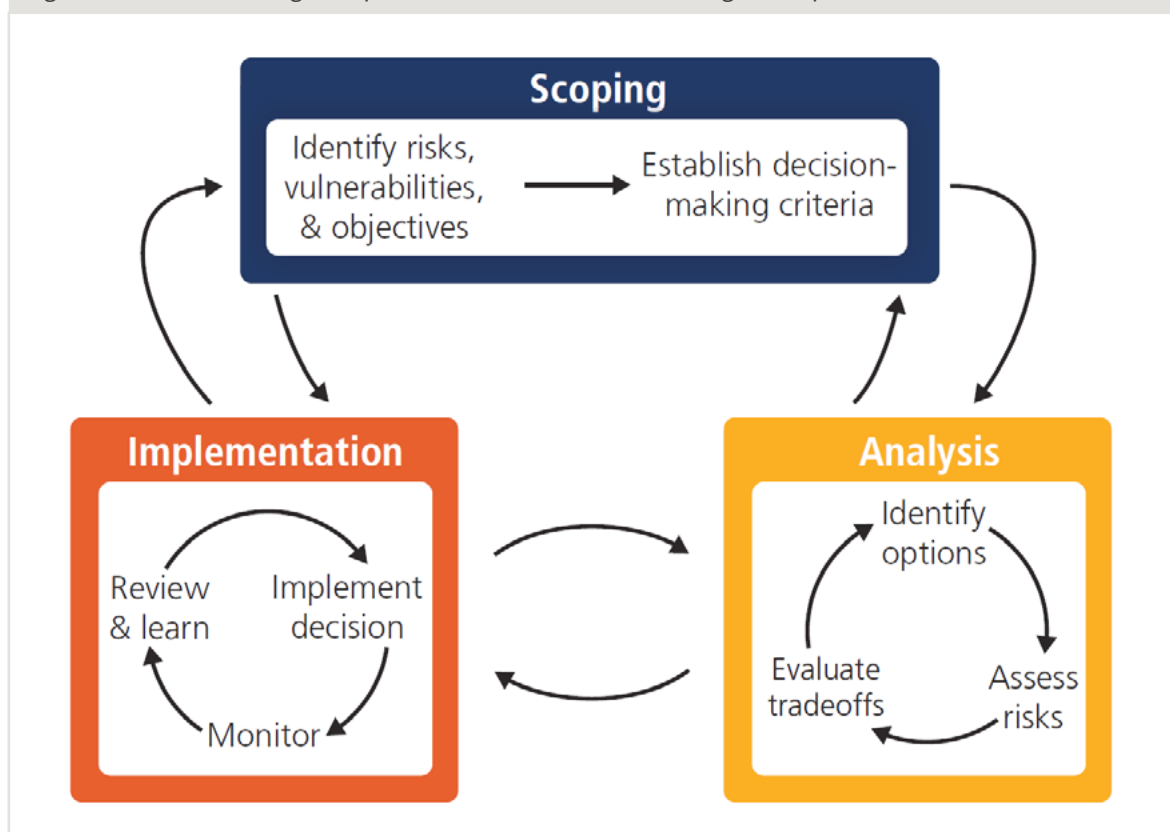 Scoping
Identify risks,
vulnerabilities,
& objectives
Establish decision-
making criteria
Implementation
Review
& learn
Implement
decision
Monitor
Analysis
Identify
options
Assess
risks
Evaluate
tradeoffs